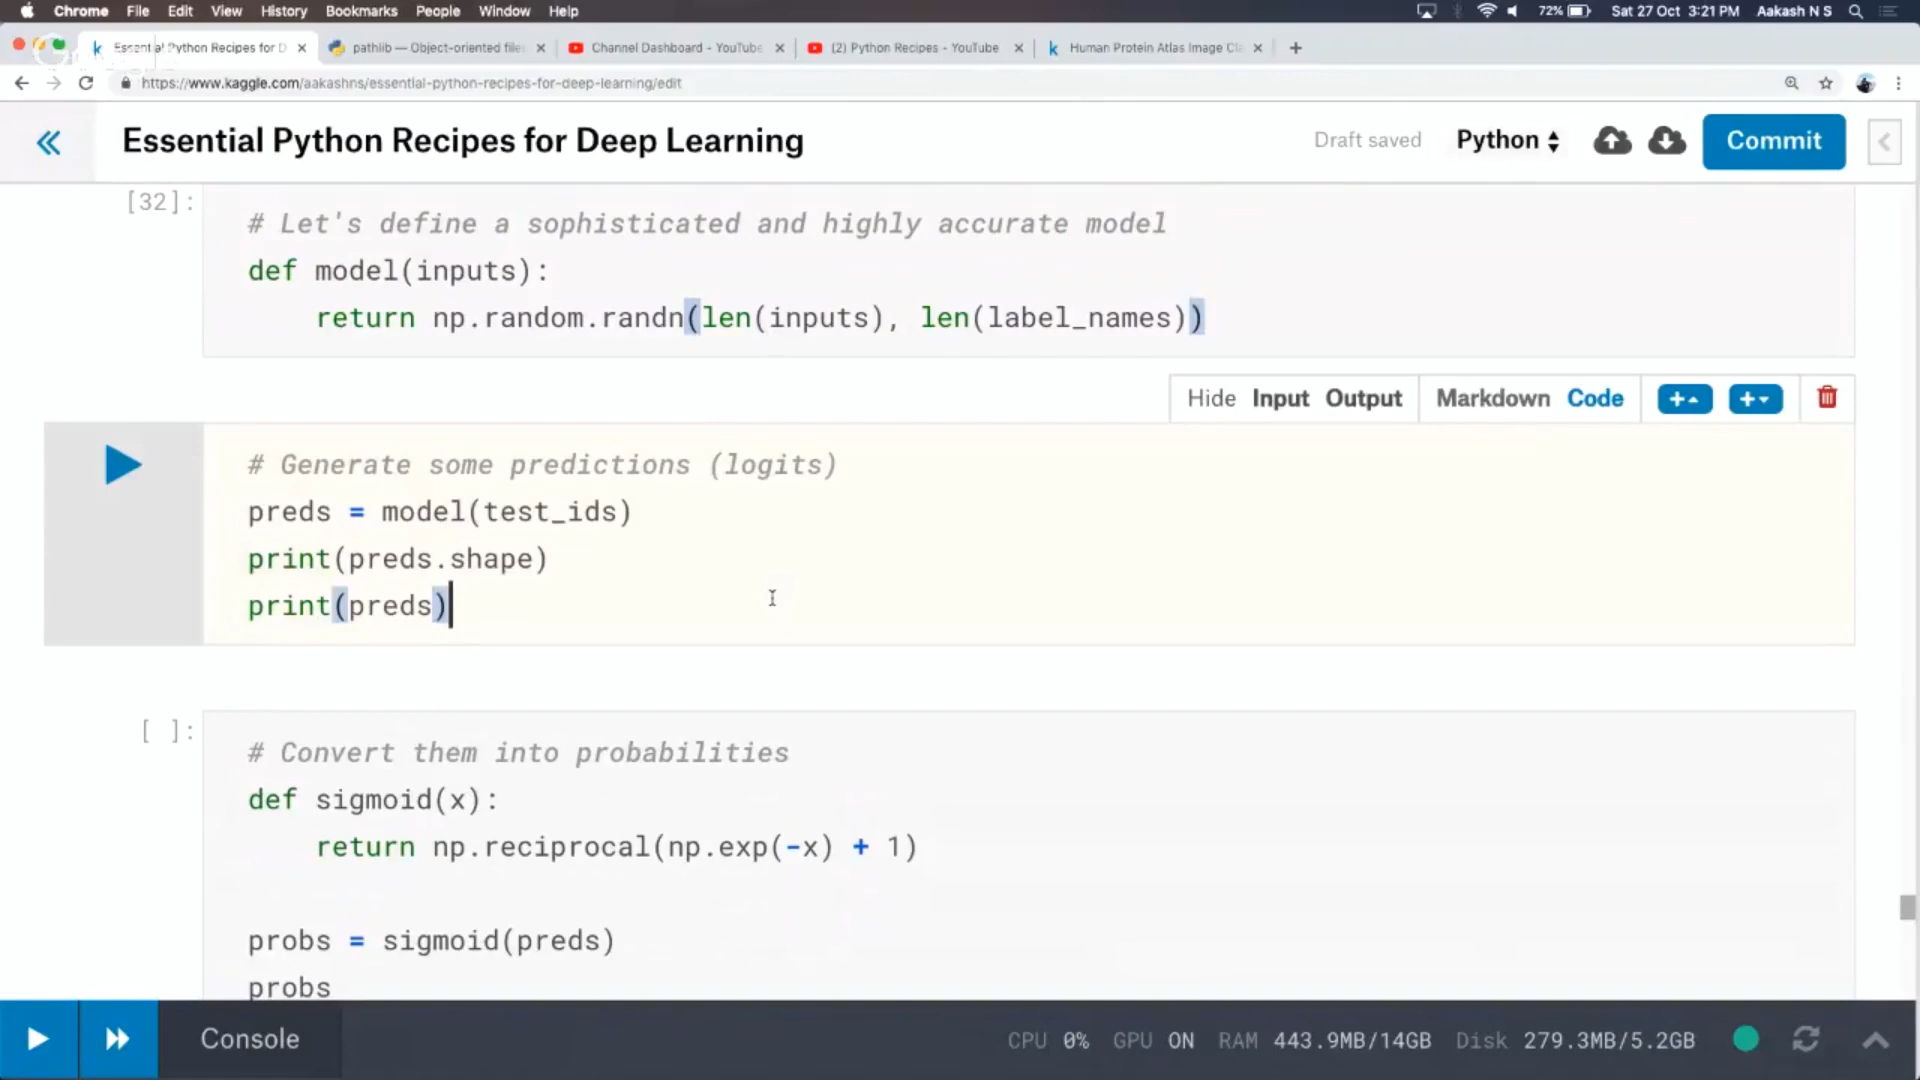 Chrome File Edit View History Bookmarks People Window Help 72% Sat 27 Oct 3:21 PM Aakash N S
Essential Python Recipes for D pathlib — Object-oriented file Channel Dashboard - YouTube (2) Python Recipes - YouTube Human Protein Atlas Image Cl
https://www.kaggle.com/aakashns/essential-python-recipes-for-deep-learning/edit
Essential Python Recipes for Deep Learning Draft saved Python Commit
[32]:
# Let's define a sophisticated and highly accurate model
def model(inputs):
return np.random.randn(len(inputs), len(label_names))
Hide Input Output Markdown Code
# Generate some predictions (logits)
preds = model(test_ids)
print(preds.shape)
print(preds)
[ ]:
# Convert them into probabilities
def sigmoid(x):
return np.reciprocal(np.exp(-x) + 1)
probs = sigmoid(preds)
probs
Console CPU 0% GPU ON RAM 443.9MB/14GB Disk 279.3MB/5.2GB